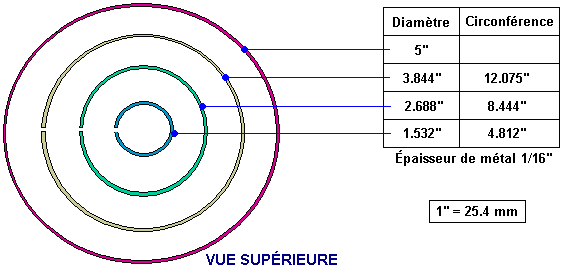 Diamètre Circonférence
5"
3.844" 12.075"
2.688" 8.444"
1.532" 4.812"
Épaisseur de métal 1/16"
1" = 25.4 mm
VUE SUPÉRIEURE